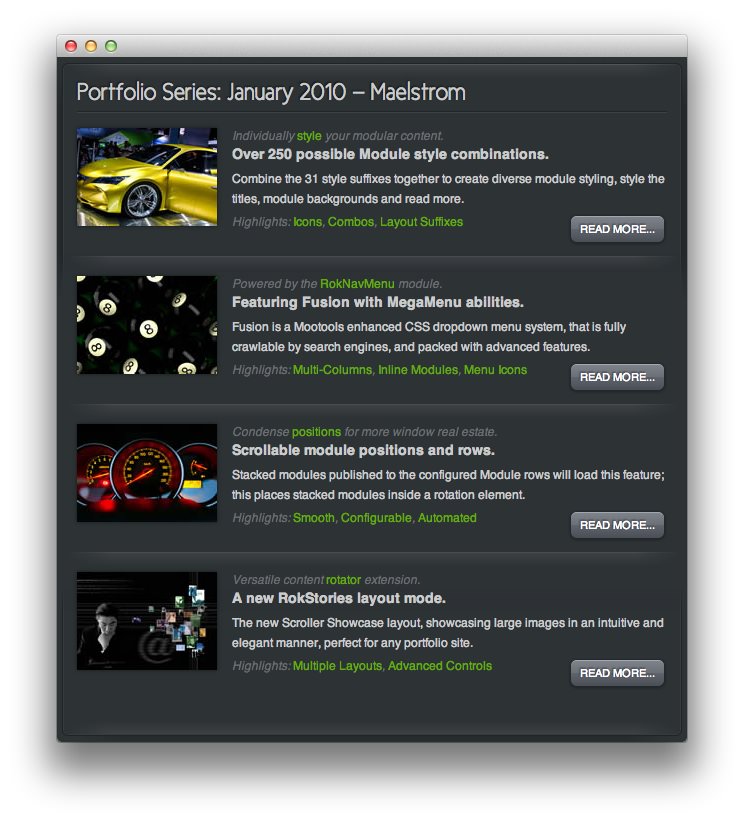 Portfolio Series: January 2010 – Maelstrom
Individually style your modular content.
Over 250 possible Module style combinations.
Combine the 31 style suffixes together to create diverse module styling, style the
titles, module backgrounds and read more.
Highlights: Icons, Combos, Layout Suffixes
READ MORE...
Powered by the RokNavMenu module.
Featuring Fusion with MegaMenu abilities.
Fusion is a Mootools enhanced CSS dropdown menu system, that is fully
crawlable by search engines, and packed with advanced features.
Highlights: Multi-Columns, Inline Modules, Menu Icons
READ MORE...
Condense positions for more window real estate.
Scrollable module positions and rows.
Stacked modules published to the configured Module rows will load this feature;
this places stacked modules inside a rotation element.
Highlights: Smooth, Configurable, Automated
READ MORE...
Versatile content rotator extension.
A new RokStories layout mode.
The new Scroller Showcase layout, showcasing large images in an intuitive and
elegant manner, perfect for any portfolio site.
Highlights: Multiple Layouts, Advanced Controls
READ MORE...